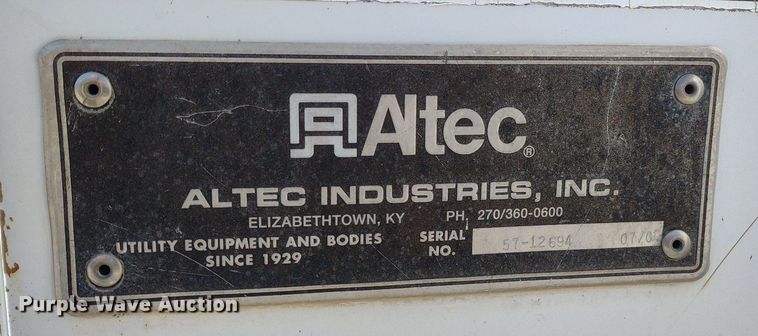 Altec®
ALTEC INDUSTRIES, INC.
ELIZABETHTOWN, KY PH. 270/360-0600
UTILITY EQUIPMENT AND BODIES
SINCE 1929
SERIAL
NO. 57-12694
Purple Wave Auction